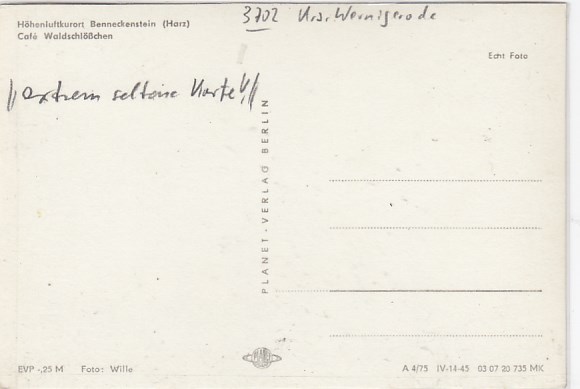 3702 Krs. Wernigerode
Höhenluftkurort Benneckenstein (Harz)
Café Waldschlößchen
Echt Foto
!! extrem seltene Karte !!
PLANET-VERLAG BERLIN
EVP -,25 M Foto: Wille
A 4/75 IV-14-45 03 07 20 735 MK